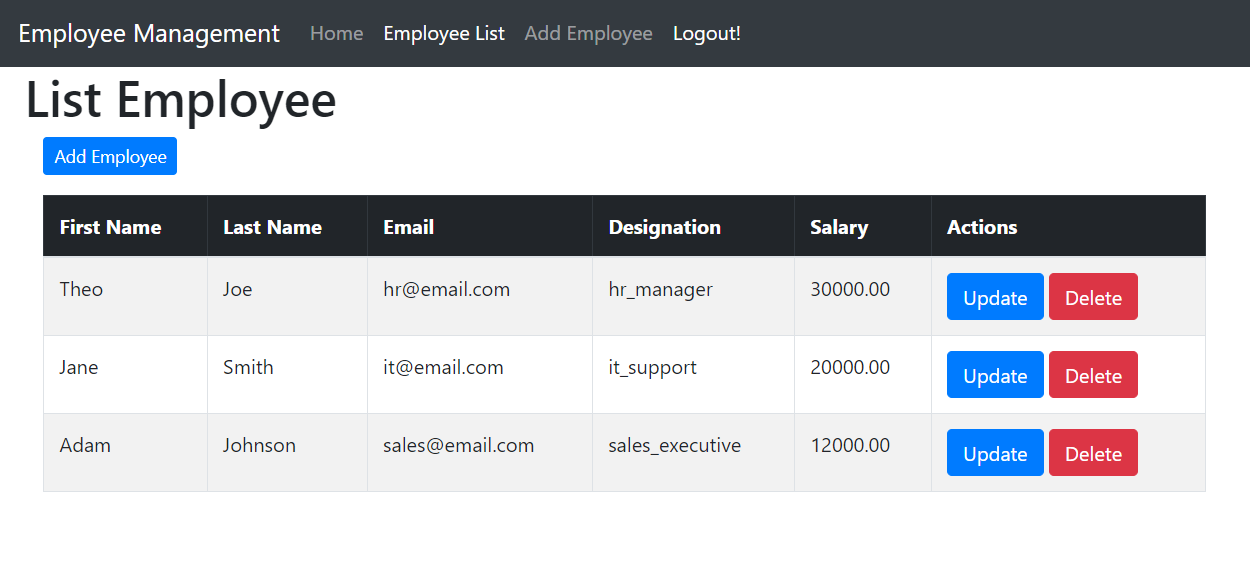 Employee Management Home Employee List Add Employee Logout!
List Employee
Add Employee
First Name Last Name Email Designation Salary Actions
Theo Joe hr@email.com hr_manager 30000.00 Update Delete
Jane Smith it@email.com it_support 20000.00 Update Delete
Adam Johnson sales@email.com sales_executive 12000.00 Update Delete